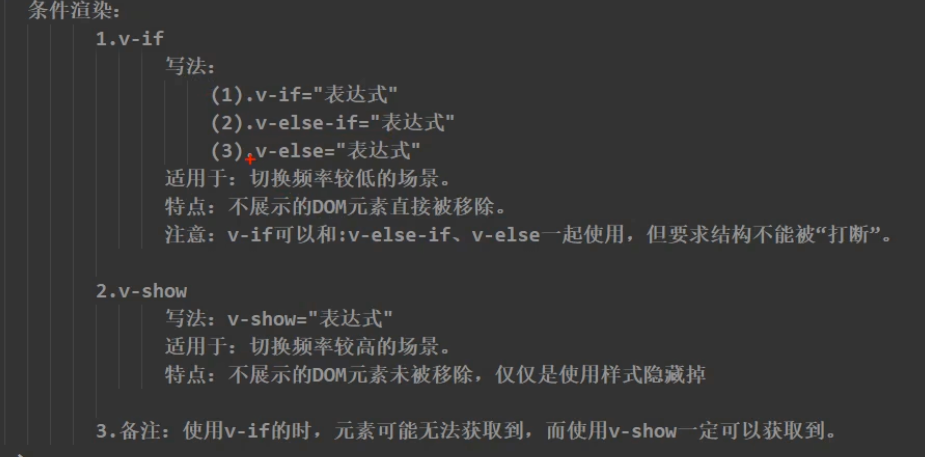 条件渲染：
1.v-if
写法：
(1).v-if="表达式"
(2).v-else-if="表达式"
(3).v-else="表达式"
适用于：切换频率较低的场景。
特点：不展示的DOM元素直接被移除。
注意：v-if可以和:v-else-if、v-else一起使用，但要求结构不能被“打断”。
2.v-show
写法：v-show="表达式"
适用于：切换频率较高的场景。
特点：不展示的DOM元素未被移除，仅仅是使用样式隐藏掉
3.备注：使用v-if的时，元素可能无法获取到，而使用v-show一定可以获取到。